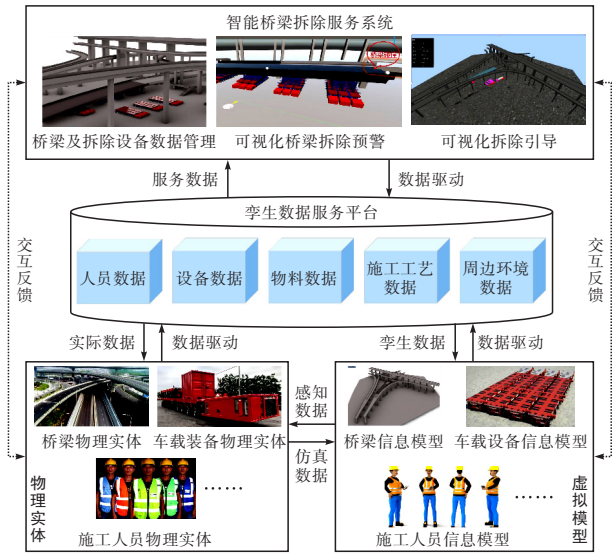 智能桥梁拆除服务系统
桥梁及拆除设备数据管理
可视化桥梁拆除预警
可视化拆除引导
服务数据
数据驱动
孪生数据服务平台
人员数据
设备数据
物料数据
施工工艺
数据
周边环境
数据
交互反馈
交互反馈
实际数据
数据驱动
孪生数据
数据驱动
桥梁物理实体
车载装备物理实体
感知
数据
仿真
数据
桥梁信息模型
车载设备信息模型
物理实体
……
施工人员物理实体
虚拟模型
……
施工人员信息模型